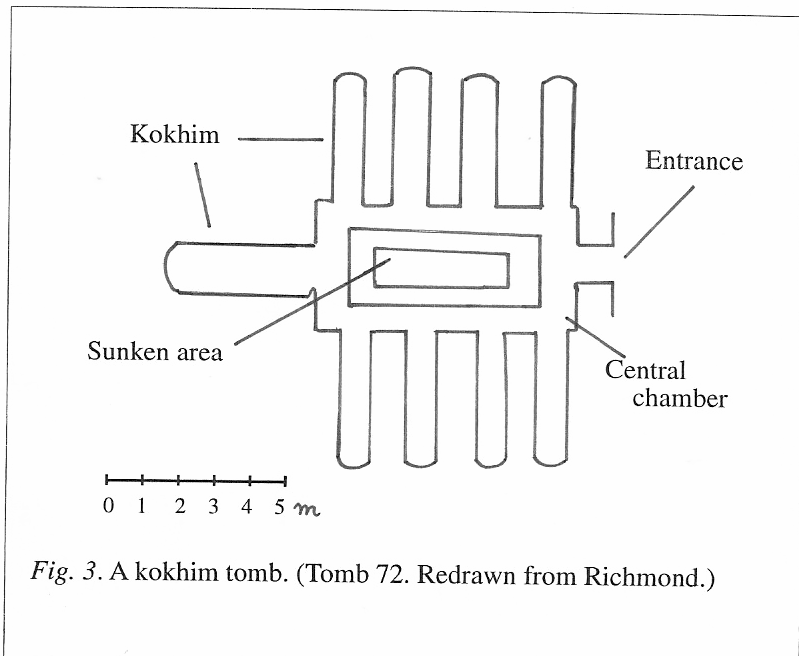 Kokhim
Entrance
Sunken area
Central
chamber
0 1 2 3 4 5 m
Fig. 3. A kokhim tomb. (Tomb 72. Redrawn from Richmond.)